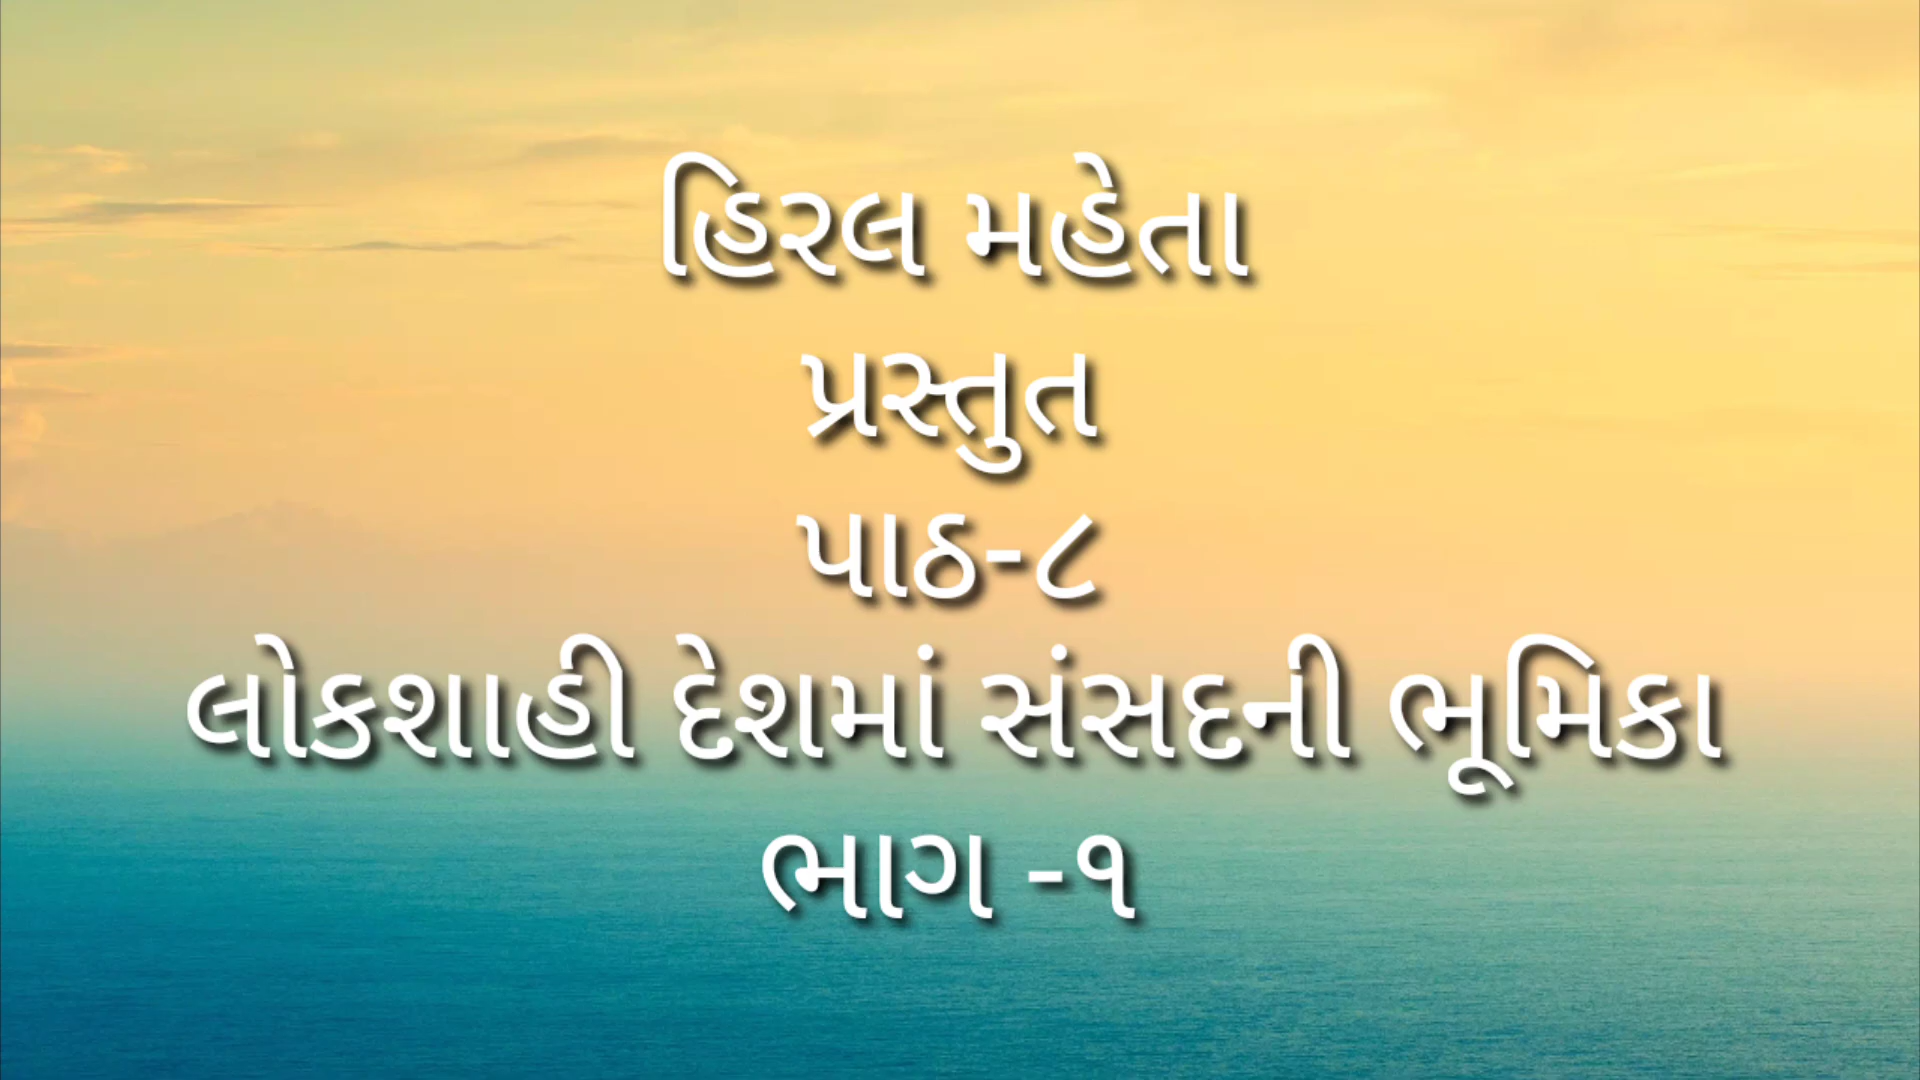 હિરલ મહેતા
પ્રસ્તુત
પાઠ-૮
લોકશાહી દેશમાં સંસદની ભૂમિકા
ભાગ -૧